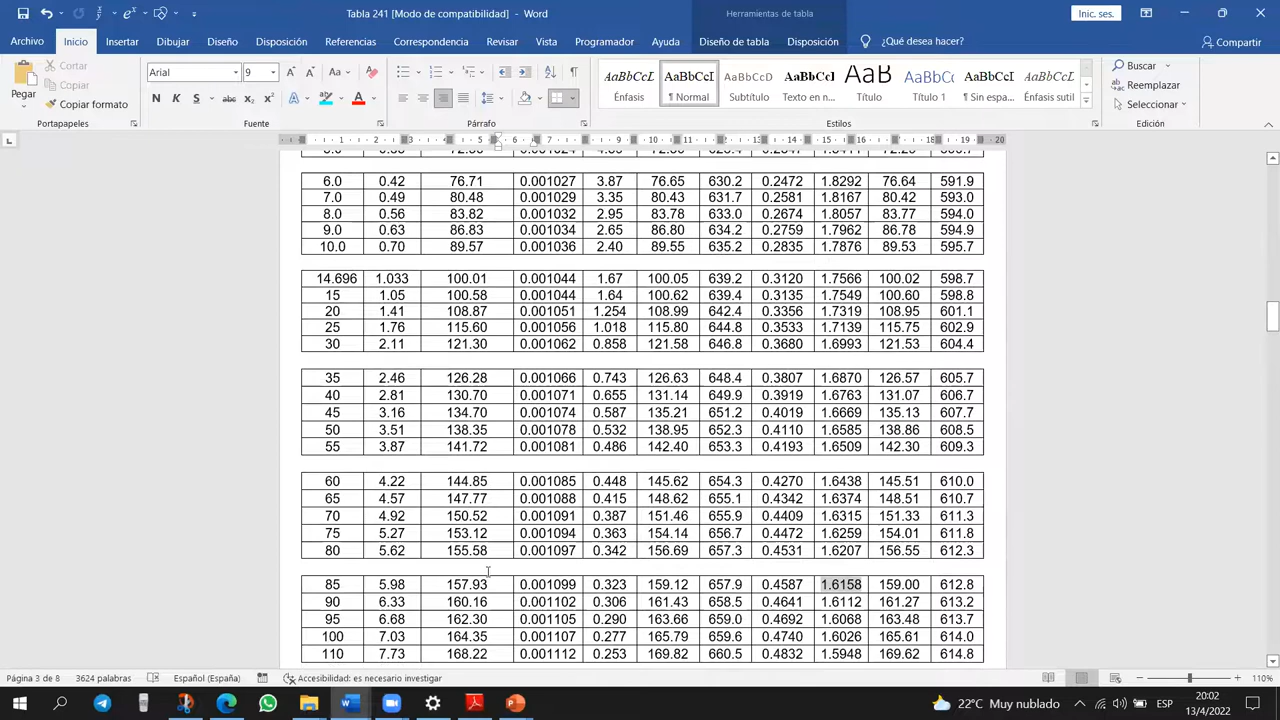 Tabla 241 [Modo de compatibilidad] - Word
Herramientas de tabla
Inic. ses.
Archivo Inicio Insertar Dibujar Diseño Disposición Referencias Correspondencia Revisar Vista Programador Ayuda Diseño de tabla Disposición ¿Qué desea hacer? Compartir
Pegar
Cortar
Copiar
Copiar formato
Portapapeles
Arial 9
N K S abc x₂ x²
Fuente
Párrafo
AaBbCcL AaBbCcI AaBbCcD AaBbCcI AaB AaBbCcI AaBbCcI AaBbCcL
Énfasis ¶ Normal Subtítulo Texto en n... Título Título 1 ¶ Sin espa... Énfasis sutil
Estilos
Buscar
Reemplazar
Seleccionar
Edición
1 2 3 4 5 6 7 8 9 10 11 12 13 14 15 16 17 18 19 20
6.0 0.42 76.71 0.001027 3.87 76.65 630.2 0.2472 1.8292 76.64 591.9
7.0 0.49 80.48 0.001029 3.35 80.43 631.7 0.2581 1.8167 80.42 593.0
8.0 0.56 83.82 0.001032 2.95 83.78 633.0 0.2674 1.8057 83.77 594.0
9.0 0.63 86.83 0.001034 2.65 86.80 634.2 0.2759 1.7962 86.78 594.9
10.0 0.70 89.57 0.001036 2.40 89.55 635.2 0.2835 1.7876 89.53 595.7
14.696 1.033 100.01 0.001044 1.67 100.05 639.2 0.3120 1.7566 100.02 598.7
15 1.05 100.58 0.001044 1.64 100.62 639.4 0.3135 1.7549 100.60 598.8
20 1.41 108.87 0.001051 1.254 108.99 642.4 0.3356 1.7319 108.95 601.1
25 1.76 115.60 0.001056 1.018 115.80 644.8 0.3533 1.7139 115.75 602.9
30 2.11 121.30 0.001062 0.858 121.58 646.8 0.3680 1.6993 121.53 604.4
35 2.46 126.28 0.001066 0.743 126.63 648.4 0.3807 1.6870 126.57 605.7
40 2.81 130.70 0.001071 0.655 131.14 649.9 0.3919 1.6763 131.07 606.7
45 3.16 134.70 0.001074 0.587 135.21 651.2 0.4019 1.6669 135.13 607.7
50 3.51 138.35 0.001078 0.532 138.95 652.3 0.4110 1.6585 138.86 608.5
55 3.87 141.72 0.001081 0.486 142.40 653.3 0.4193 1.6509 142.30 609.3
60 4.22 144.85 0.001085 0.448 145.62 654.3 0.4270 1.6438 145.51 610.0
65 4.57 147.77 0.001088 0.415 148.62 655.1 0.4342 1.6374 148.51 610.7
70 4.92 150.52 0.001091 0.387 151.46 655.9 0.4409 1.6315 151.33 611.3
75 5.27 153.12 0.001094 0.363 154.14 656.7 0.4472 1.6259 154.01 611.8
80 5.62 155.58 0.001097 0.342 156.69 657.3 0.4531 1.6207 156.55 612.3
85 5.98 157.93 0.001099 0.323 159.12 657.9 0.4587 1.6158 159.00 612.8
90 6.33 160.16 0.001102 0.306 161.43 658.5 0.4641 1.6112 161.27 613.2
95 6.68 162.30 0.001105 0.290 163.66 659.0 0.4692 1.6068 163.48 613.7
100 7.03 164.35 0.001107 0.277 165.79 659.6 0.4740 1.6026 165.61 614.0
110 7.73 168.22 0.001112 0.253 169.82 660.5 0.4832 1.5948 169.62 614.8
Página 3 de 8 3624 palabras Español (España) Accesibilidad: es necesario investigar 110%
22°C Muy nublado ESP 20:02
13/4/2022